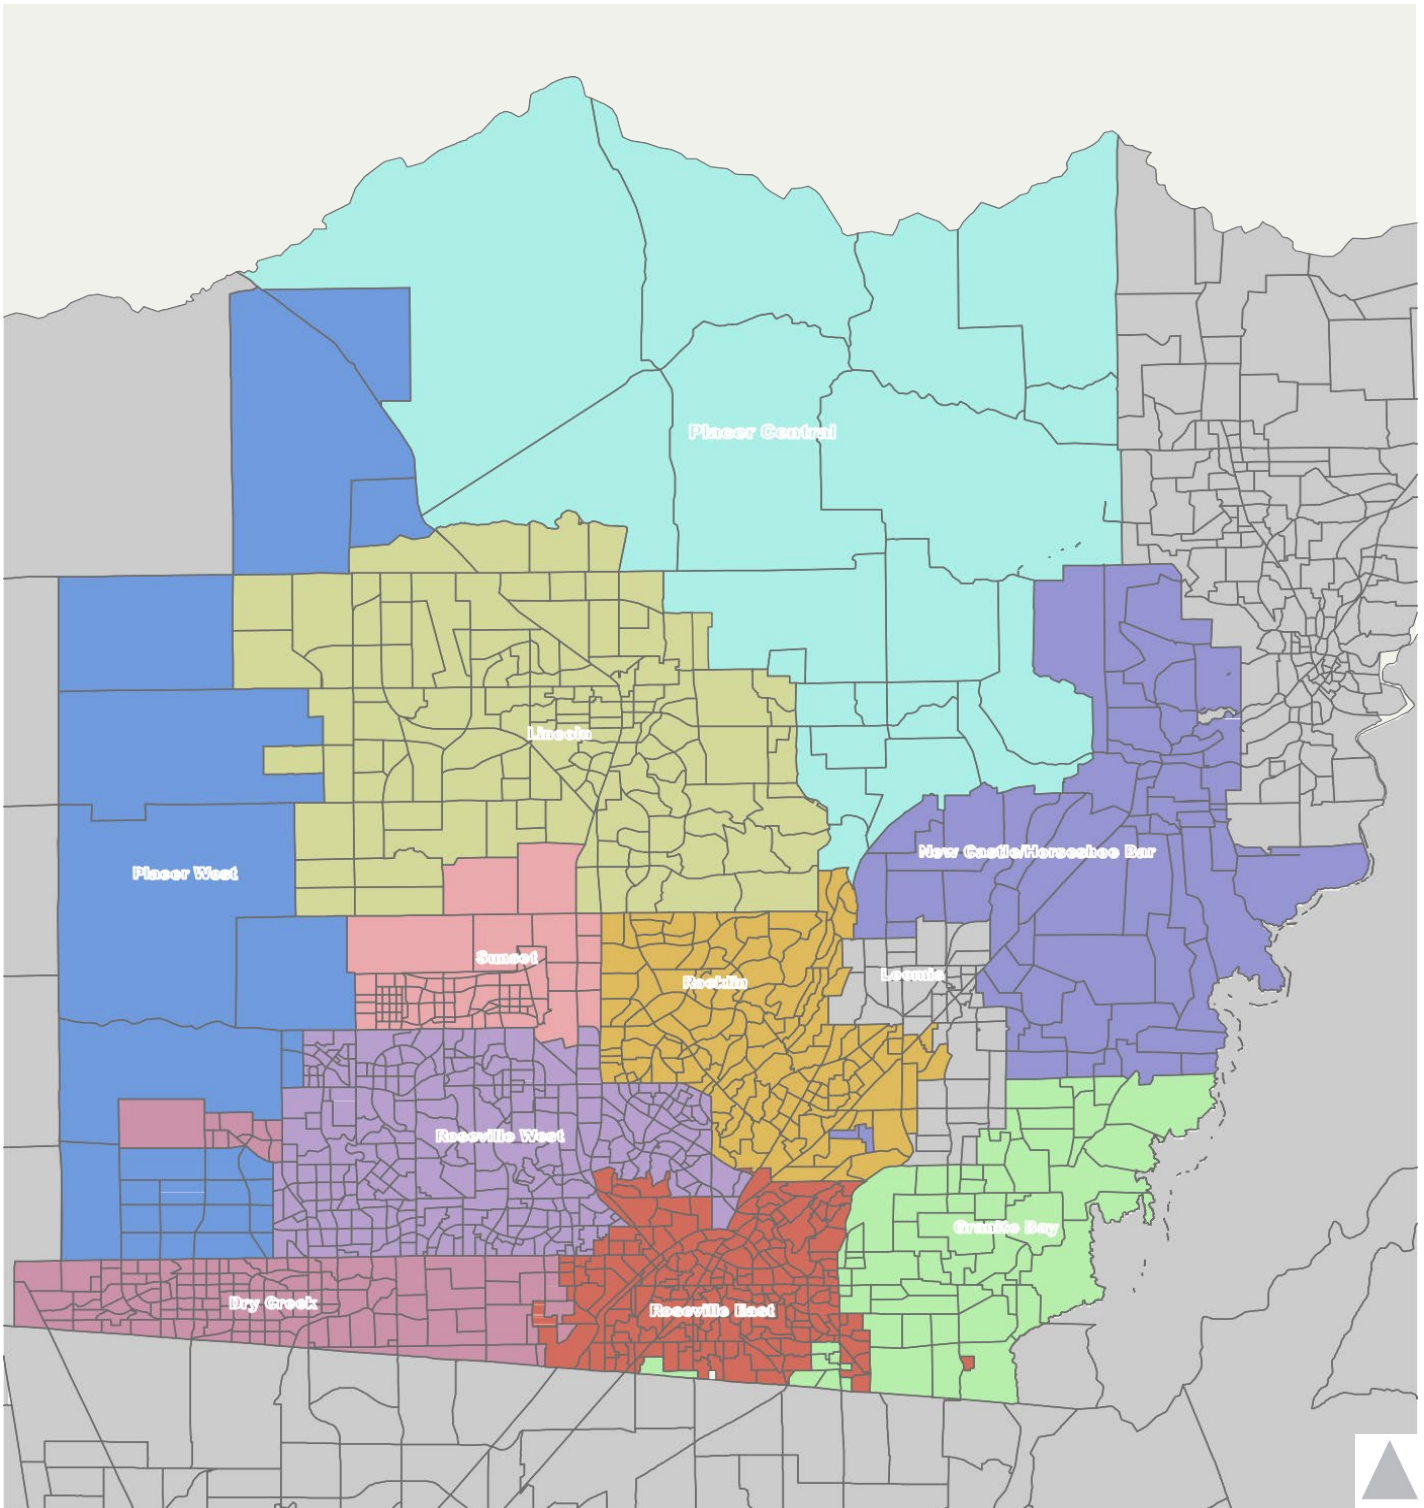 Placer Central
Lincoln
New Castle/Horseshoe Bar
Placer West
Sunset
Loomis
Rocklin
Roseville West
Granite Bay
Dry Creek
Roseville East